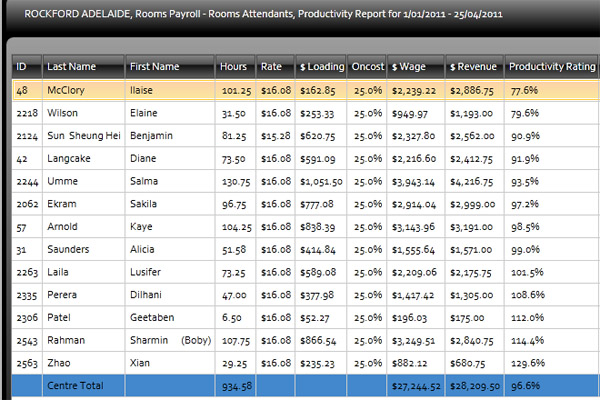 ROCKFORD ADELAIDE, Rooms Payroll - Rooms Attendants, Productivity Report for 1/01/2011 - 25/04/2011
ID Last Name First Name Hours Rate $ Loading Oncost $ Wage $ Revenue Productivity Rating
48 McClory Ilaise 101.25 $16.08 $162.85 25.0% $2,239.22 $2,886.75 77.6%
2218 Wilson Elaine 31.50 $16.08 $253.33 25.0% $949.97 $1,193.00 79.6%
2124 Sun Sheung Hei Benjamin 81.25 $15.28 $620.75 25.0% $2,327.80 $2,562.00 90.9%
42 Langcake Diane 73.50 $16.08 $591.09 25.0% $2,216.60 $2,412.75 91.9%
2244 Umme Salma 130.75 $16.08 $1,051.50 25.0% $3,943.14 $4,216.75 93.5%
2062 Ekram Sakila 96.75 $16.08 $777.08 25.0% $2,914.04 $2,999.00 97.2%
57 Arnold Kaye 104.25 $16.08 $838.39 25.0% $3,143.96 $3,191.00 98.5%
31 Saunders Alicia 51.58 $16.08 $414.84 25.0% $1,555.64 $1,571.00 99.0%
2263 Laila Lusifer 73.25 $16.08 $589.08 25.0% $2,209.06 $2,175.75 101.5%
2335 Perera Dilhani 47.00 $16.08 $377.98 25.0% $1,417.42 $1,305.00 108.6%
2306 Patel Geetaben 6.50 $16.08 $52.27 25.0% $196.03 $175.00 112.0%
2543 Rahman Sharmin (Boby) 107.75 $16.08 $866.54 25.0% $3,249.51 $2,840.75 114.4%
2563 Zhao Xian 29.25 $16.08 $235.23 25.0% $882.12 $680.75 129.6%
Centre Total 934.58 $27,244.52 $28,209.50 96.6%